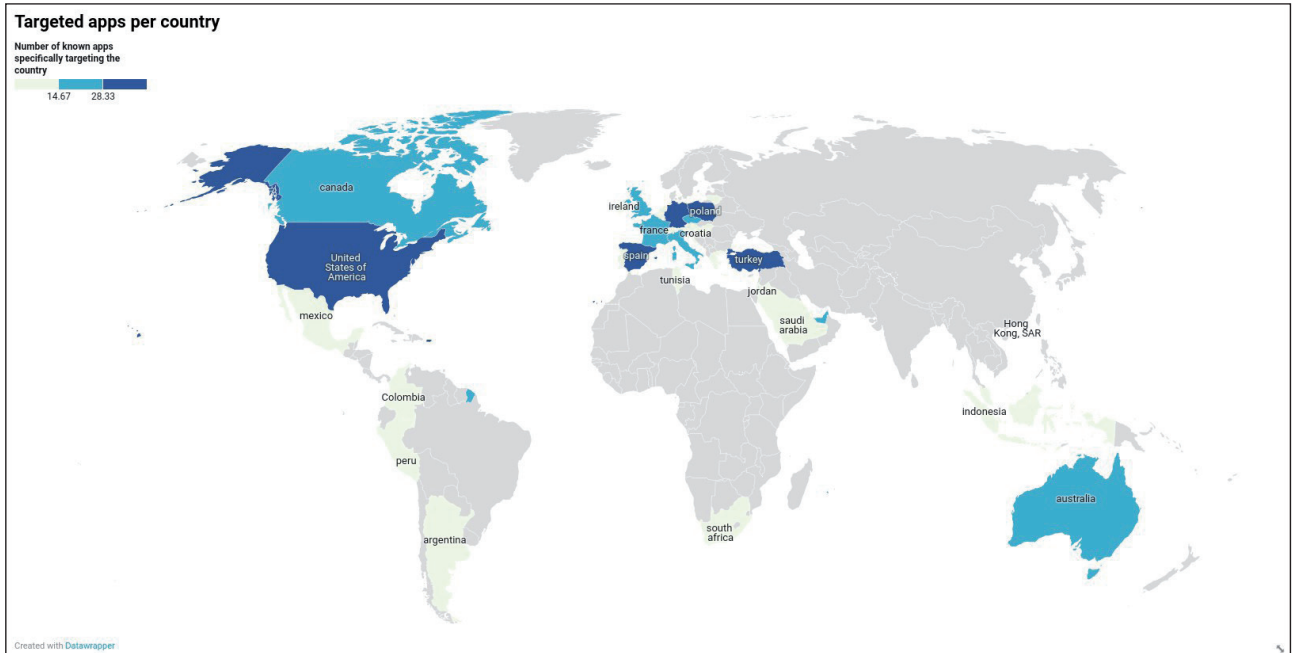 Targeted apps per country
Number of known apps
specifically targeting the
country
14.67 28.33
canada
ireland
poland
france
croatia
United
States of
America
spain
turkey
tunisia
jordan
mexico
saudi
arabia
Hong
Kong, SAR
Colombia
indonesia
peru
australia
south
africa
argentina
Created with Datawrapper